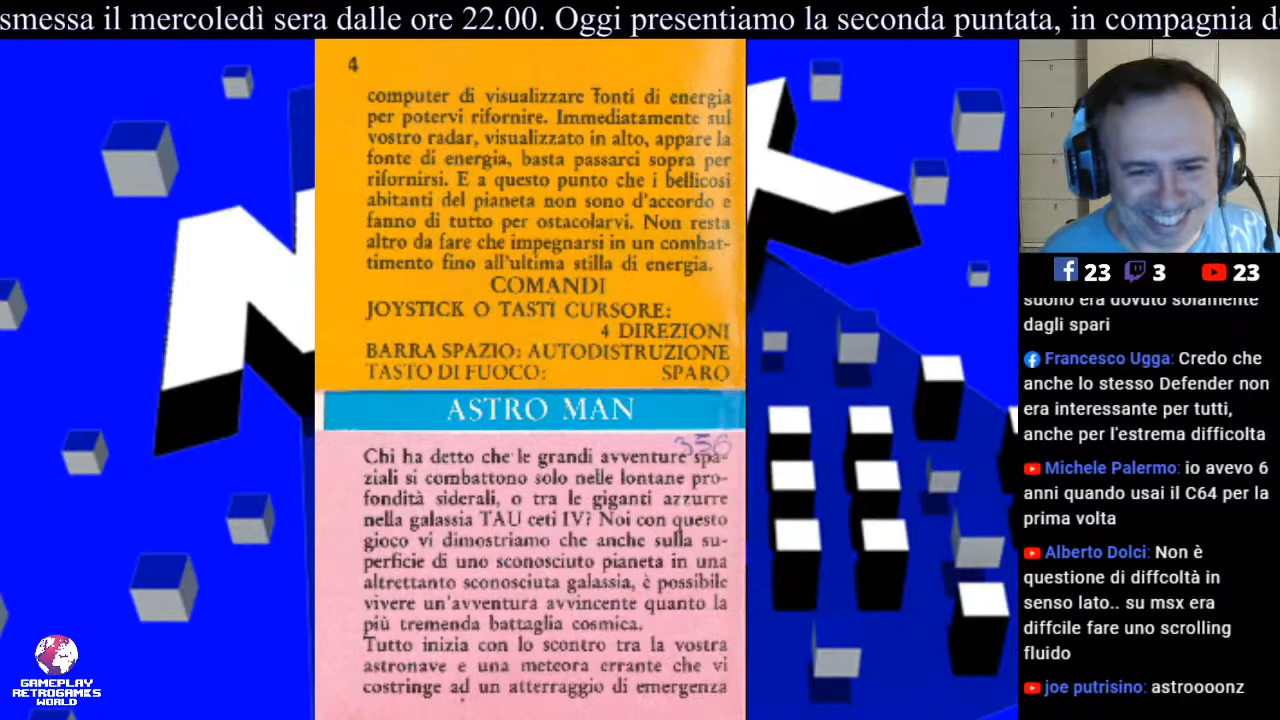 smessa il mercoledì sera dalle ore 22.00. Oggi presentiamo la seconda puntata, in compagnia d
4
computer di visualizzare fonti di energia
per potervi rifornire. Immediatamente sul
vostro radar, visualizzato in alto, appare la
fonte di energia, basta passarci sopra per
rifornirsi. E a questo punto che i bellicosi
abitanti del pianeta non sono d'accordo e
fanno di tutto per ostacolarvi. Non resta
altro da fare che impegnarsi in un combat-
timento fino all'ultima stilla di energia.
COMANDI
JOYSTICK O TASTI CURSORE:
4 DIREZIONI
BARRA SPAZIO: AUTODISTRUZIONE
TASTO DI FUOCO: SPARO
ASTRO MAN
356
Chi ha detto che le grandi avventure spa-
ziali si combattono solo nelle lontane pro-
fondità siderali, o tra le giganti azzurre
nella galassia TAU ceti IV? Noi con questo
gioco vi dimostriamo che anche sulla su-
perficie di uno sconosciuto pianeta in una
altrettanto sconosciuta galassia, è possibile
vivere un'avventura avvincente quanto la
più tremenda battaglia cosmica.
Tutto inizia con lo scontro tra la vostra
astronave e una meteora errante che vi
costringe ad un atterraggio di emergenza
23 3 23
suono era dovuto solamente
dagli spari
Francesco Ugga: Credo che
anche lo stesso Defender non
era interessante per tutti,
anche per l'estrema difficolta
Michele Palermo: io avevo 6
anni quando usai il C64 per la
prima volta
Alberto Dolci: Non è
questione di diffcoltà in
senso lato.. su msx era
diffcile fare uno scrolling
fluido
joe putrisino: astroooonz
GAMEPLAY
RETROGAMES
WORLD